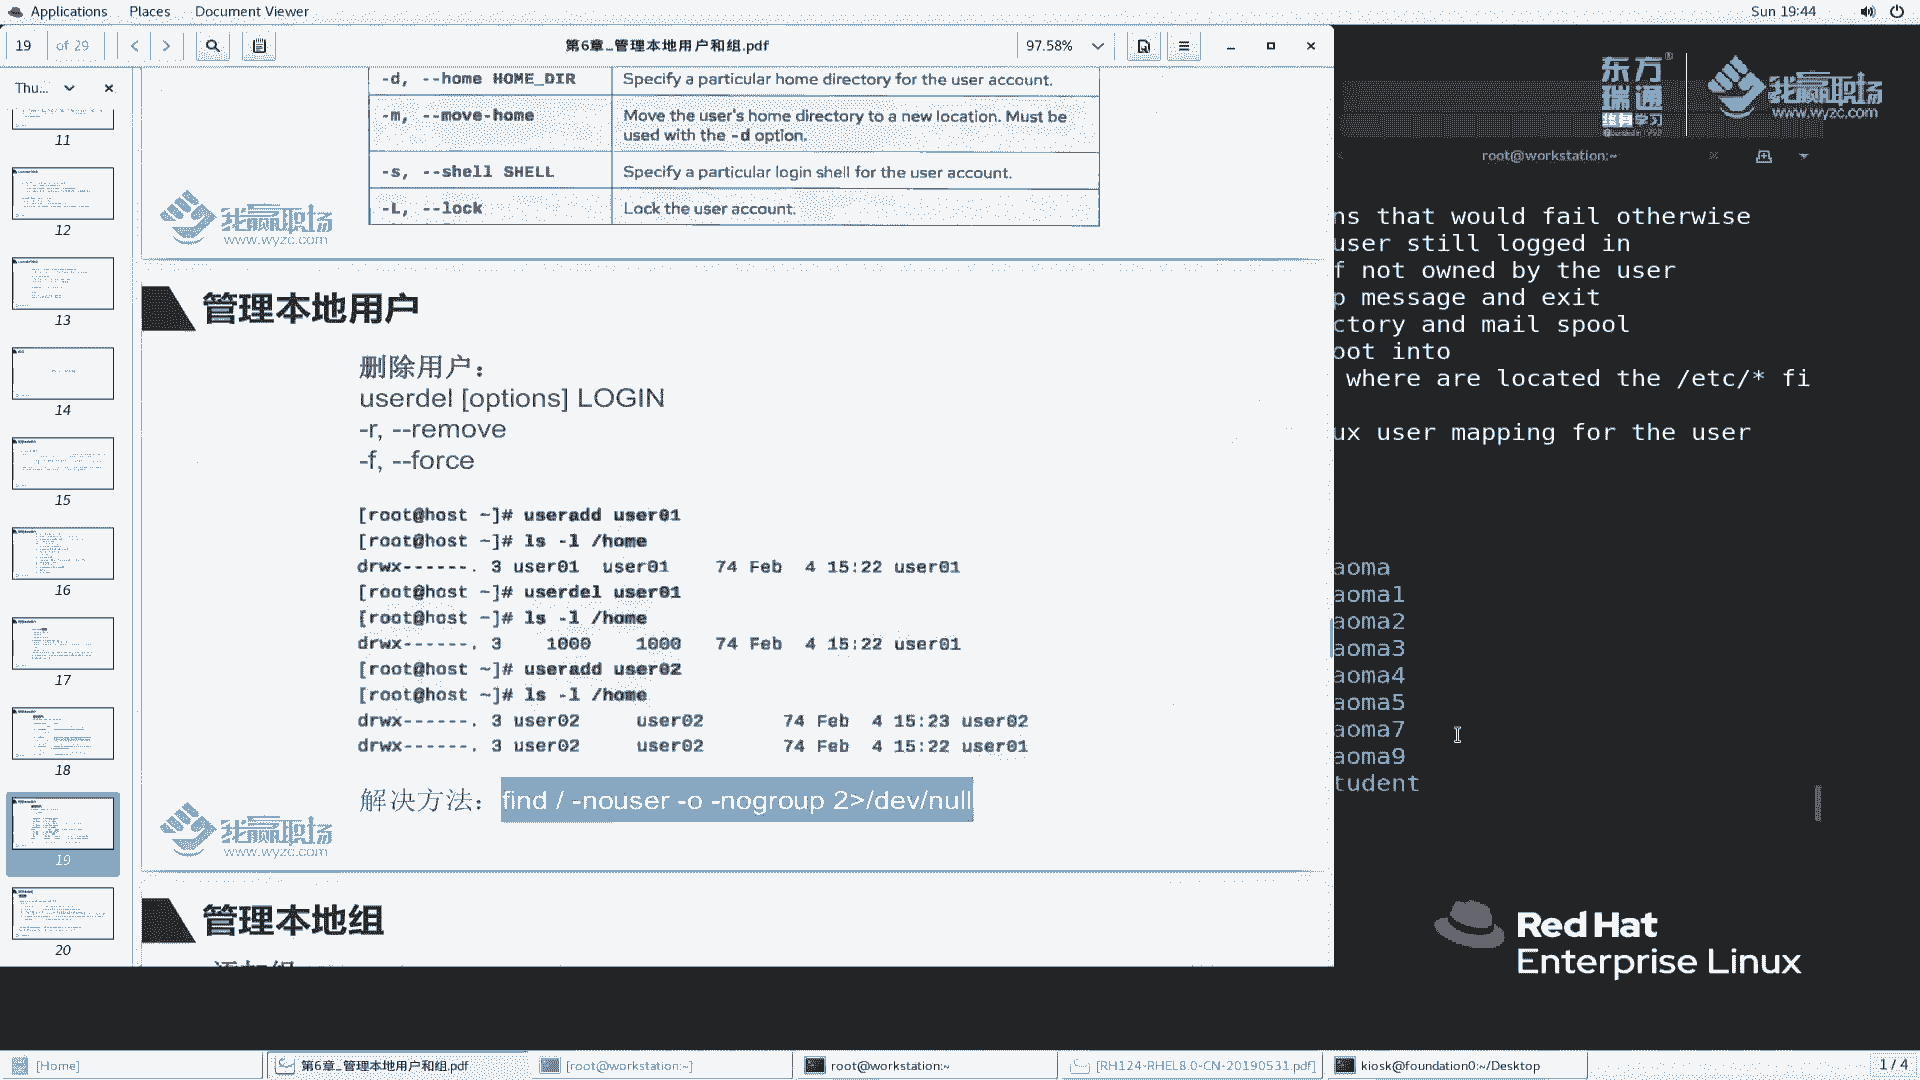 Applications Places Document Viewer Sun 19:44
19 of 29 第6章_管理本地用户和组.pdf 97.58%
Thu...
11
12
13
14
15
16
17
18
19
20
-d, --home HOME_DIR Specify a particular home directory for the user account.
-m, --move-home Move the user's home directory to a new location. Must be
used with the -d option.
-s, --shell SHELL Specify a particular login shell for the user account.
-L, --lock Lock the user account.
我赢职场
www.wyzc.com
管理本地用户
删除用户：
userdel [options] LOGIN
-r, --remove
-f, --force
[root@host ~]# useradd user01
[root@host ~]# ls -l /home
drwx------. 3 user01 user01 74 Feb 4 15:22 user01
[root@host ~]# userdel user01
[root@host ~]# ls -l /home
drwx------. 3 1000 1000 74 Feb 4 15:22 user01
[root@host ~]# useradd user02
[root@host ~]# ls -l /home
drwx------. 3 user02 user02 74 Feb 4 15:23 user02
drwx------. 3 user02 user02 74 Feb 4 15:22 user01
解决方法：find / -nouser -o -nogroup 2>/dev/null
我赢职场
www.wyzc.com
管理本地组
东方
瑞通
终身学习
我赢职场
www.wyzc.com
root@workstation:~
ns that would fail otherwise
user still logged in
f not owned by the user
p message and exit
ctory and mail spool
oot into
where are located the /etc/* fi
ux user mapping for the user
aoma
aoma1
aoma2
aoma3
aoma4
aoma5
aoma7
aoma9
tudent
Red Hat
Enterprise Linux
[Home] 第6章_管理本地用户和组.pdf [root@workstation:~] root@workstation:~ [RH124-RHEL8.0-CN-20190531.pdf] kiosk@foundation0:~/Desktop 1 / 4